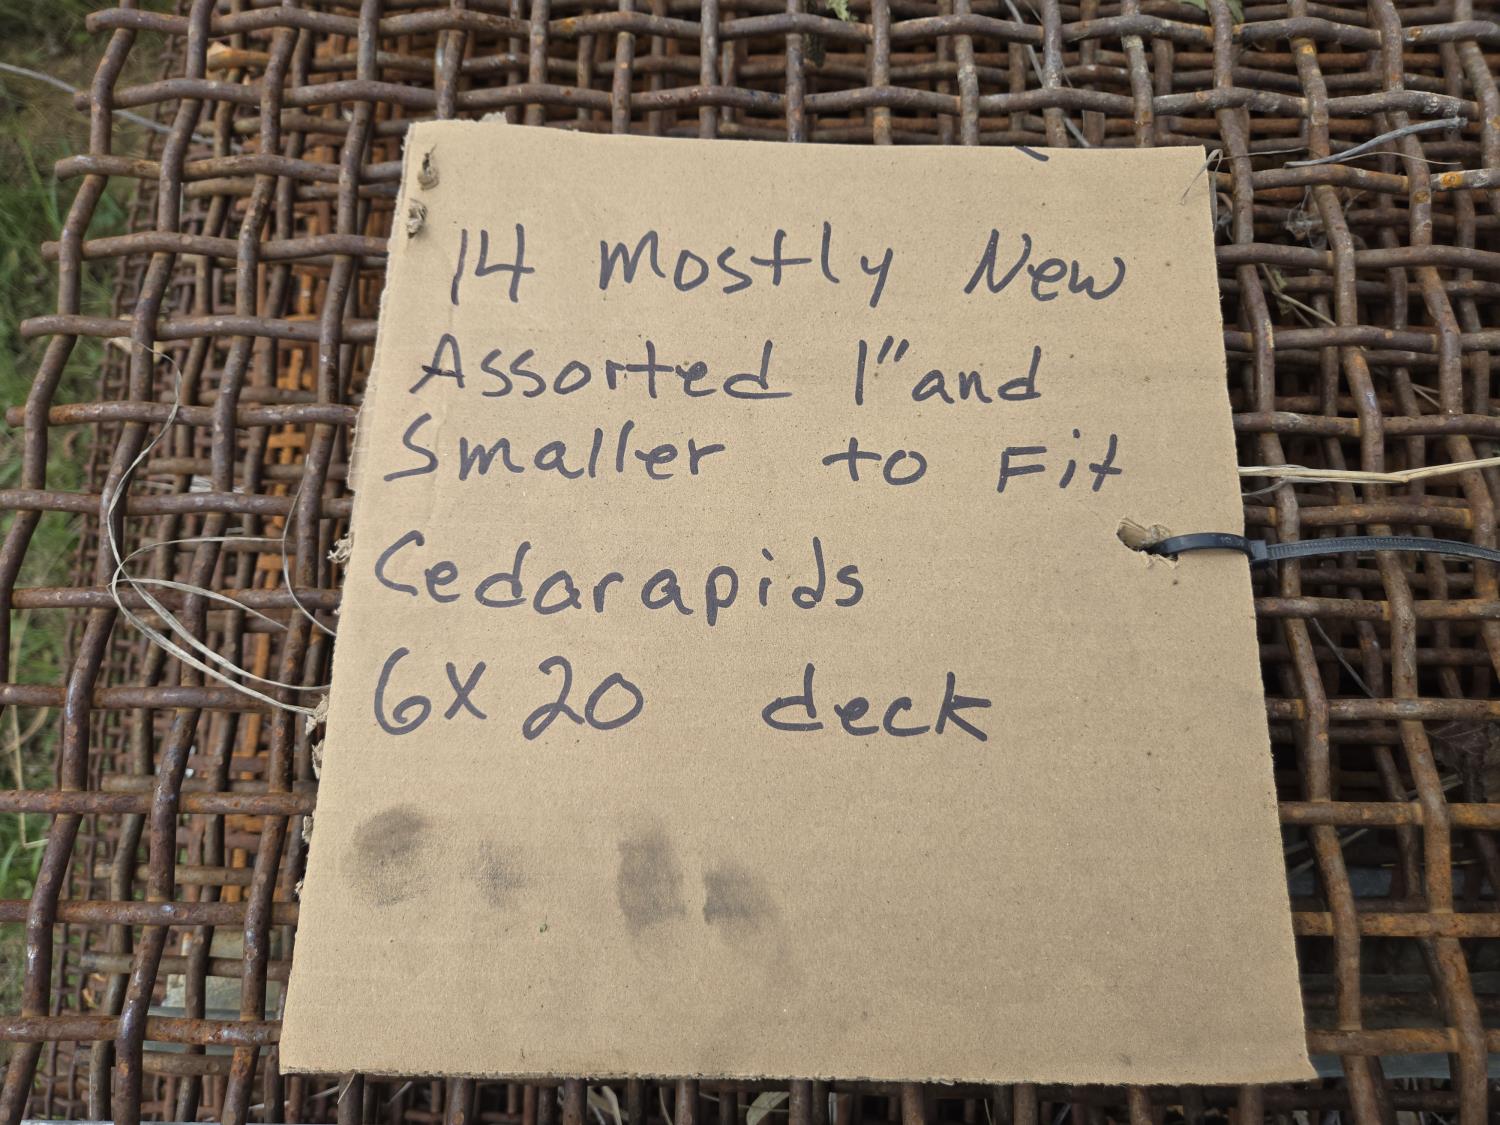 14 Mostly New
Assorted 1" and
Smaller to Fit
Cedarapids
6X20 deck